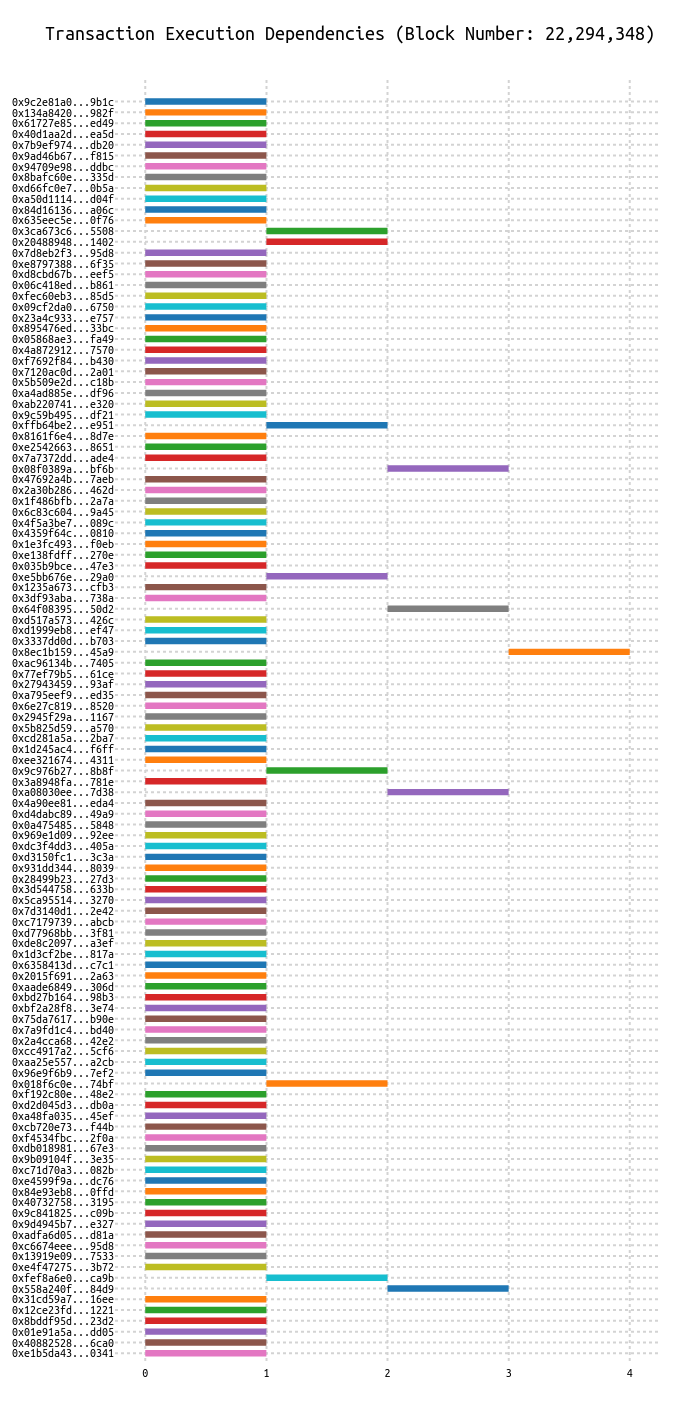 Transaction Execution Dependencies (Block Number: 22,294,348)
0x9c2e81a0...9b1c
0x134a8420...982f
0x61727e85...ed49
0x40d1aa2d...ea5d
0x7b9ef974...db20
0x9ad46b67...f815
0x94709e98...ddbc
0x8bafc60e...335d
0xd66fc0e7...0b5a
0xa50d1114...d04f
0x84d16136...a06c
0x635eec5e...0f76
0x3ca673c6...5508
0x20488948...1402
0x7d8eb2f3...95d8
0xe8797388...6f35
0xd8cbd67b...eef5
0x06c418ed...b861
0xfec60eb3...85d5
0x09cf2da0...6750
0x23a4c933...e757
0x895476ed...33bc
0x05868ae3...fa49
0x4a872912...7570
0xf7692f84...b430
0x7120ac0d...2a01
0x5b509e2d...c18b
0xa4ad885e...df96
0xab220741...e320
0x9c59b495...df21
0xffb64be2...e951
0x8161f6e4...8d7e
0xe2542663...8651
0x7a7372dd...ade4
0x08f0389a...bf6b
0x47692a4b...7aeb
0x2a30b286...462d
0x1f486bfb...2a7a
0x6c83c604...9a45
0x4f5a3be7...089c
0x4359f64c...0810
0x1e3fc493...f0eb
0xe138fdff...270e
0x035b9bce...47e3
0xe5bb676e...29a0
0x1235a673...cfb3
0x3df93aba...738a
0x64f08395...50d2
0xd517a573...426c
0xd1999eb8...ef47
0x3337dd0d...b703
0x8ec1b159...45a9
0xac96134b...7405
0x77ef79b5...61ce
0x27943459...93af
0xa795eef9...ed35
0x6e27c819...8520
0x2945f29a...1167
0x5b825d59...a570
0xcd281a5a...2ba7
0x1d245ac4...f6ff
0xee321674...4311
0x9c976b27...8b8f
0x3a8948fa...781e
0xa08030ee...7d38
0x4a90ee81...eda4
0xd4dabc89...49a9
0x0a475485...5848
0x969e1d09...92ee
0xdc3f4dd3...405a
0xd3150fc1...3c3a
0x931dd344...8039
0x28499b23...27d3
0x3d544758...633b
0x5ca95514...3270
0x7d3140d1...2e42
0xc7179739...abcb
0xd77968bb...3f81
0xde8c2097...a3ef
0x1d3cf2be...817a
0x6358413d...c7c1
0x2015f691...2a63
0xaade6849...306d
0xbd27b164...98b3
0xbf2a28f8...3e74
0x75da7617...b90e
0x7a9fd1c4...bd40
0x2a4cca68...42e2
0xcc4917a2...5cf6
0xaa25e557...a2cb
0x96e9f6b9...7ef2
0x018f6c0e...74bf
0xf192c80e...48e2
0xd2d045d3...db0a
0xa48fa035...45ef
0xcb720e73...f44b
0xf4534fbc...2f0a
0xdb018981...67e3
0x9b09104f...3e35
0xc71d70a3...082b
0xe4599f9a...dc76
0x84e93eb8...0ffd
0x40732758...3195
0x9c841825...c09b
0x9d4945b7...e327
0xadfa6d05...d81a
0xc6674eee...95d8
0x13919e09...7533
0xe4f47275...3b72
0xfef8a6e0...ca9b
0x558a240f...84d9
0x31cd59a7...16ee
0x12ce23fd...1221
0x8bddf95d...23d2
0x01e91a5a...dd05
0x40882528...6ca0
0xe1b5da43...0341
0 1 2 3 4